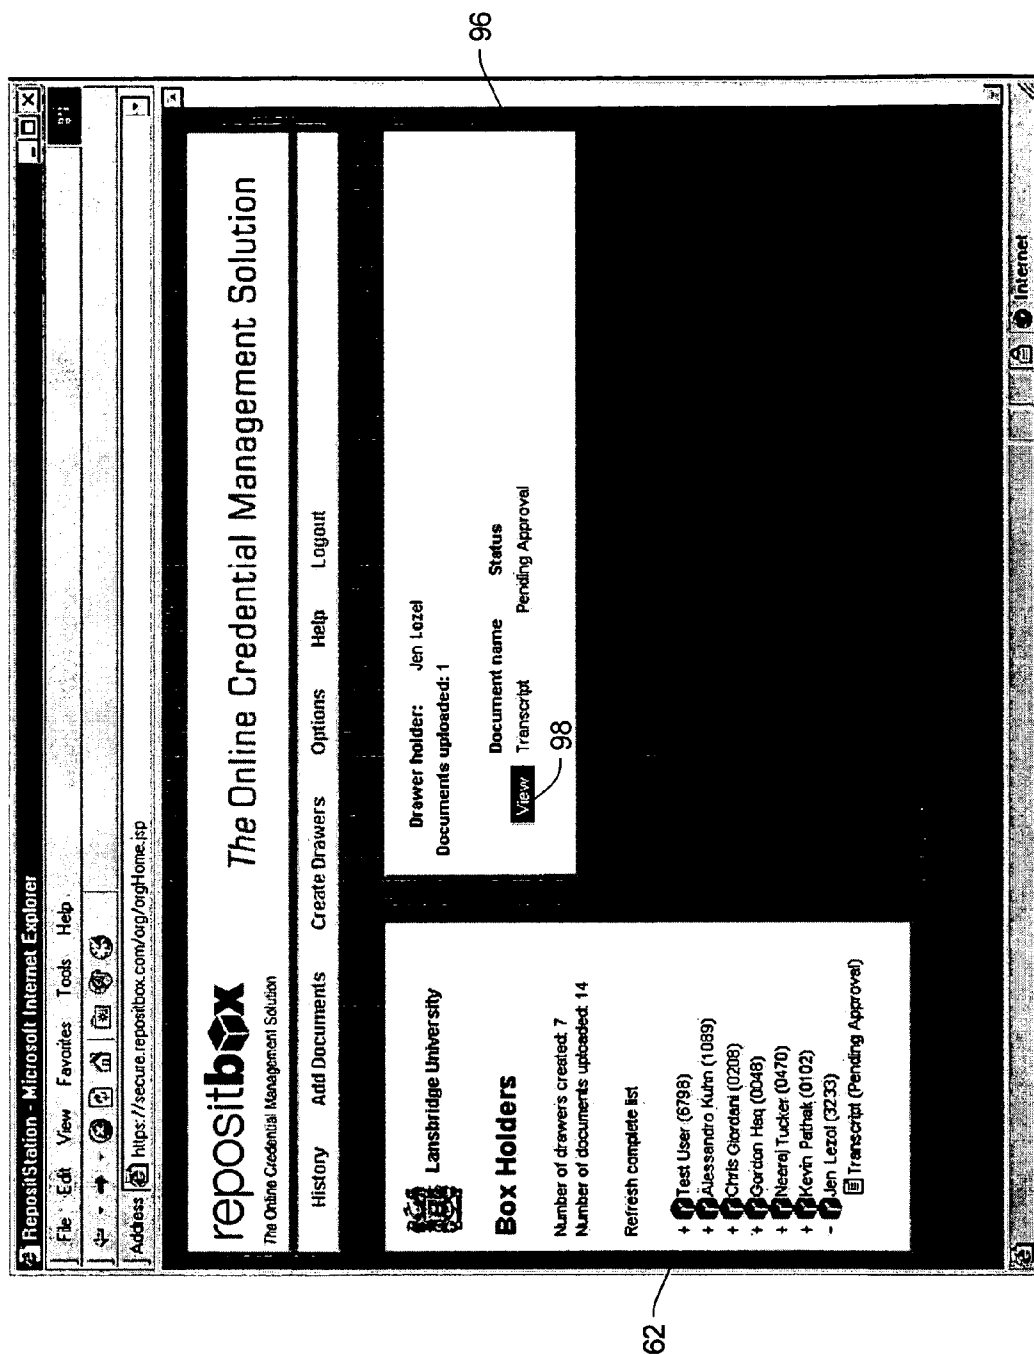 96
RepositStation - Microsoft Internet Explorer
File Edit View Favorites Tools Help
Address https://secure.repositbox.com/org/orgHome.jsp
repositbox The Online Credential Management Solution
The Online Credential Management Solution
History Add Documents Create Drawers Options Help Logout
Lansbridge University
Box Holders
Number of drawers created: 7
Number of documents uploaded: 14
Refresh complete list
+ Test User (6798)
+ Alessandro Kuhn (1089)
+ Chris Giordani (0208)
+ Gordon Haq (0048)
+ Neeraj Tucker (0470)
+ Kevin Pathak (0102)
- Jen Lezol (3233)
Transcript (Pending Approval)
Drawer holder: Jen Lozel
Documents uploaded: 1
Document name Status
View Transcript Pending Approval
98
Internet
62